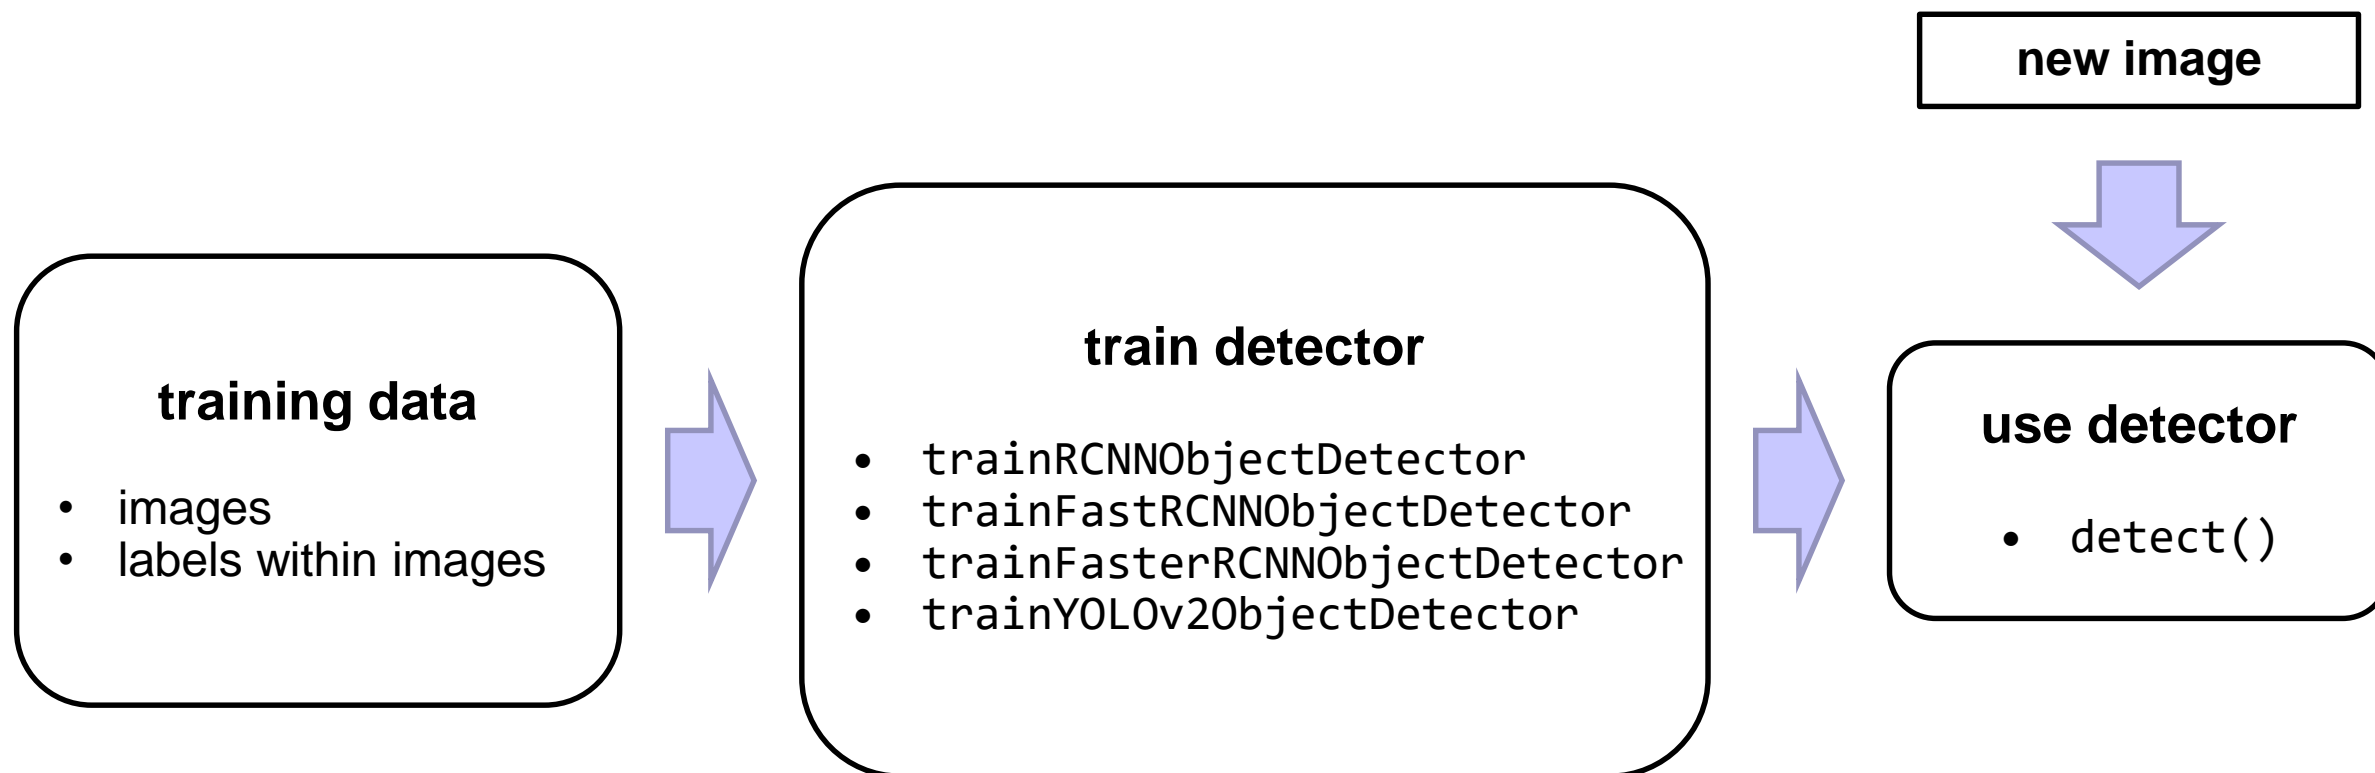 new image
training data
• images
• labels within images
train detector
• trainRCNNObjectDetector
• trainFastRCNNObjectDetector
• trainFasterRCNNObjectDetector
• trainYOLOv2ObjectDetector
use detector
• detect()